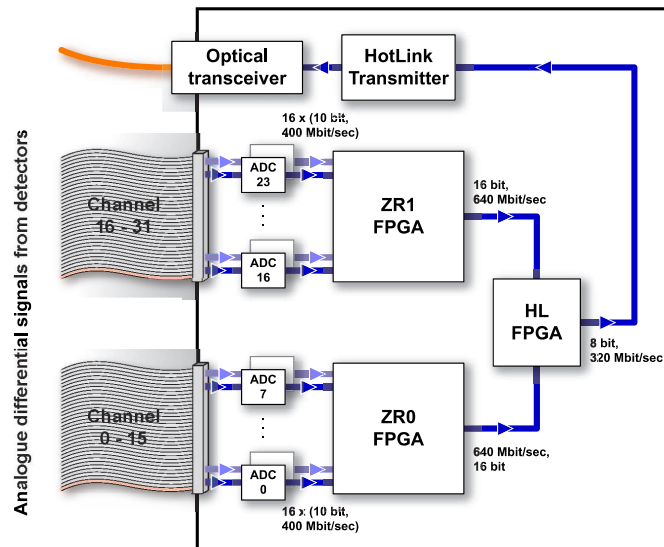 Optical
transceiver
HotLink
Transmitter
16 x (10 bit,
400 Mbit/sec)
Analogue differential signals from detectors
Channel
16 - 31
ADC
23
ADC
16
ZR1
FPGA
16 bit,
640 Mbit/sec
HL
FPGA
8 bit,
320 Mbit/sec
Channel
0 - 15
ADC
7
ADC
0
ZR0
FPGA
640 Mbit/sec,
16 bit
16 x (10 bit,
400 Mbit/sec)